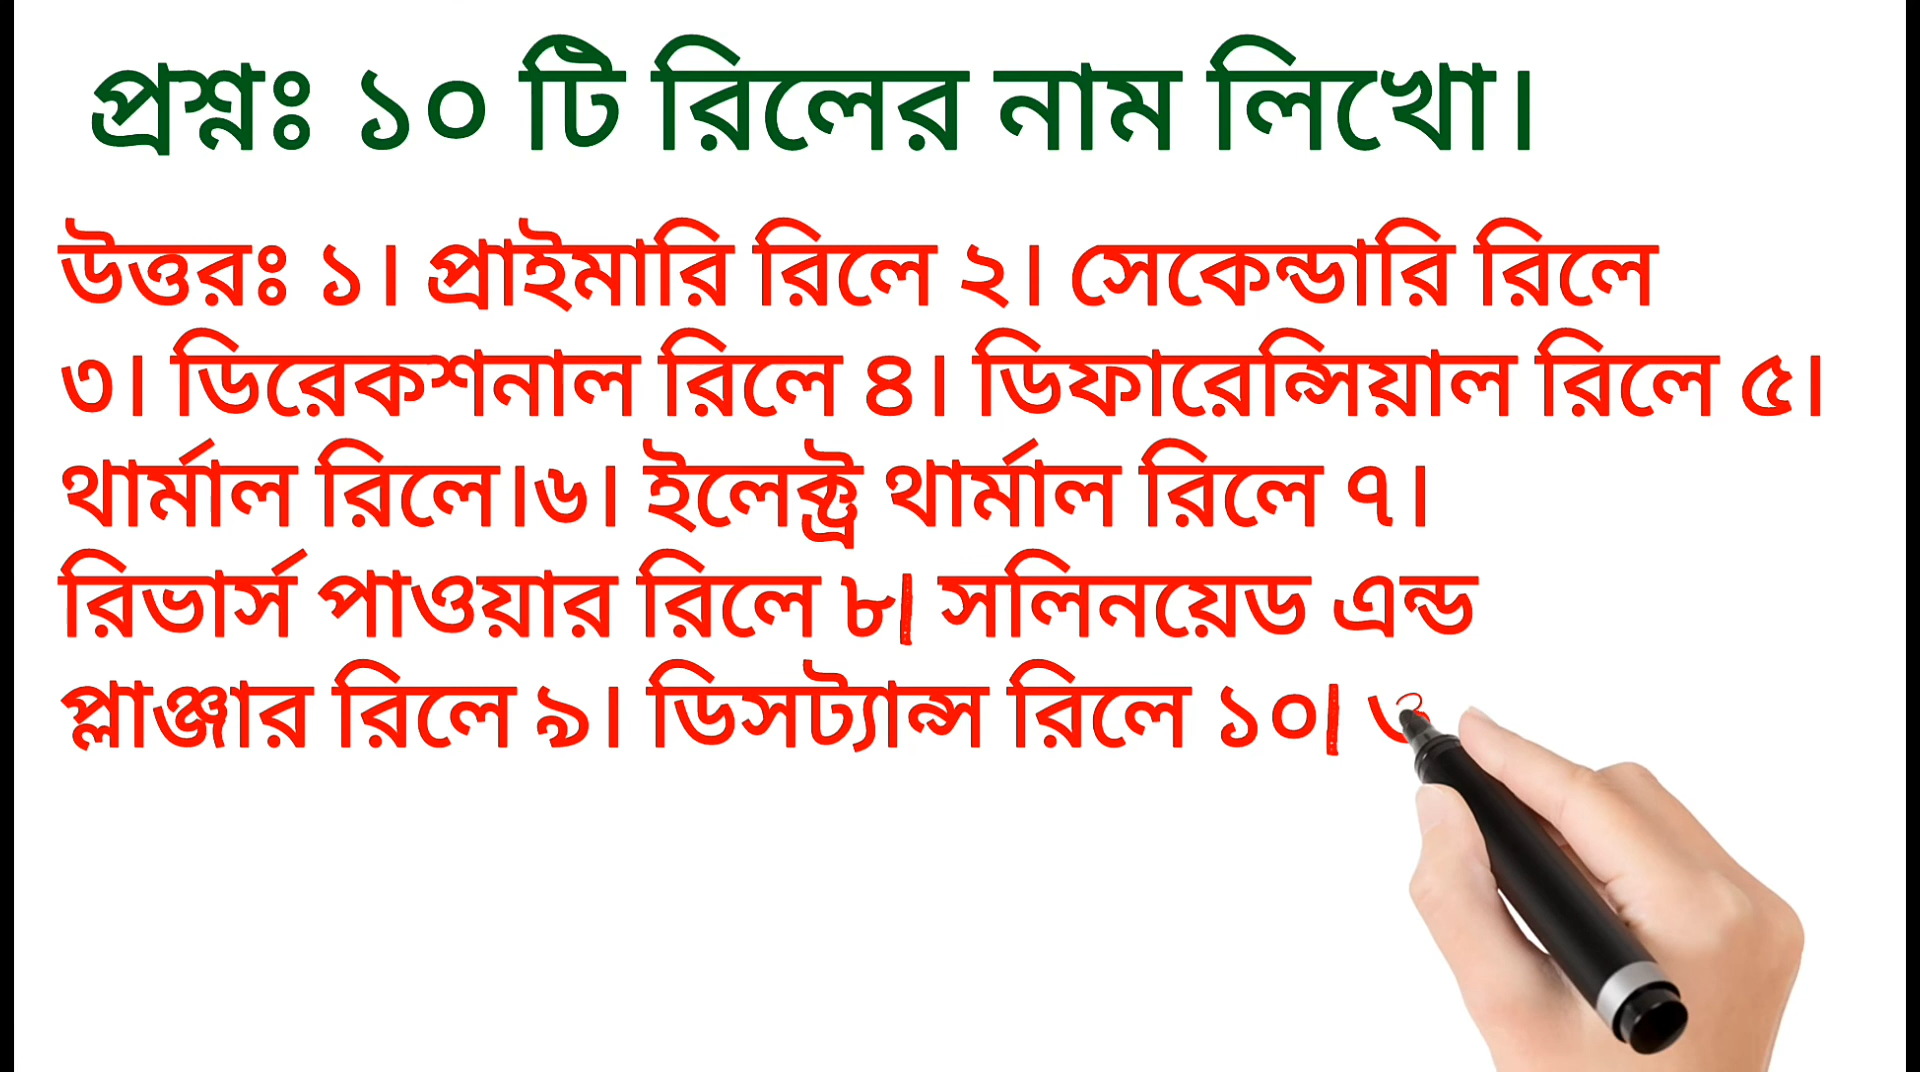 প্রশ্নঃ ১০ টি রিলের নাম লিখো।
উত্তরঃ ১। প্রাইমারি রিলে ২। সেকেন্ডারি রিলে
৩। ডিরেকশনাল রিলে ৪। ডিফারেন্সিয়াল রিলে ৫।
থার্মাল রিলে।৬। ইলেক্ট্র থার্মাল রিলে ৭।
রিভার্স পাওয়ার রিলে ৮| সলিনয়েড এন্ড
প্লাঞ্জার রিলে ৯। ডিসট্যান্স রিলে ১০|